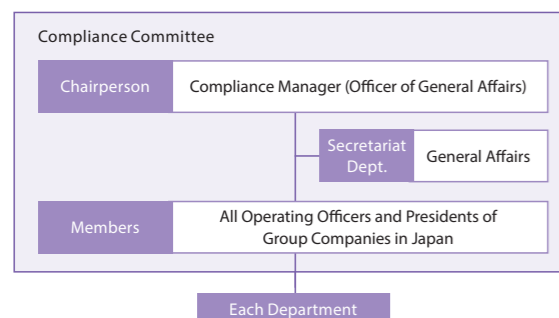 Compliance Committee
Chairperson
Compliance Manager (Officer of General Affairs)
Secretariat
Dept.
General Affairs
Members
All Operating Officers and Presidents of
Group Companies in Japan
Each Department